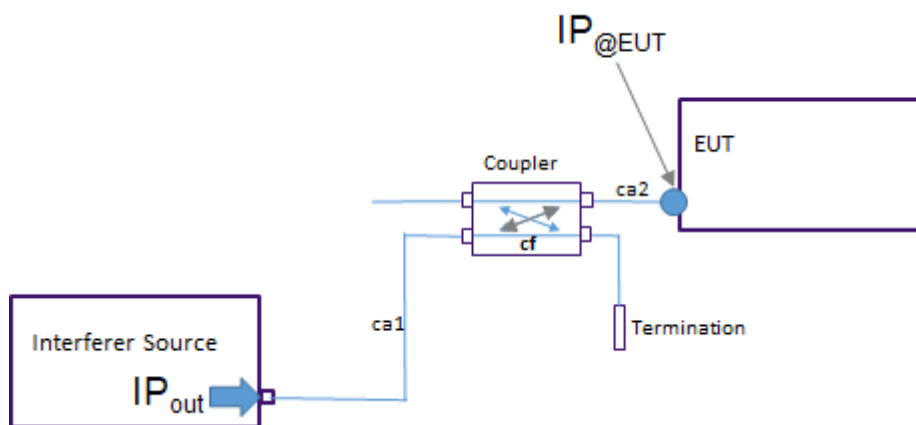 IP@EUT
EUT
Coupler
ca2
cf
ca1
Termination
Interferer Source
IPout